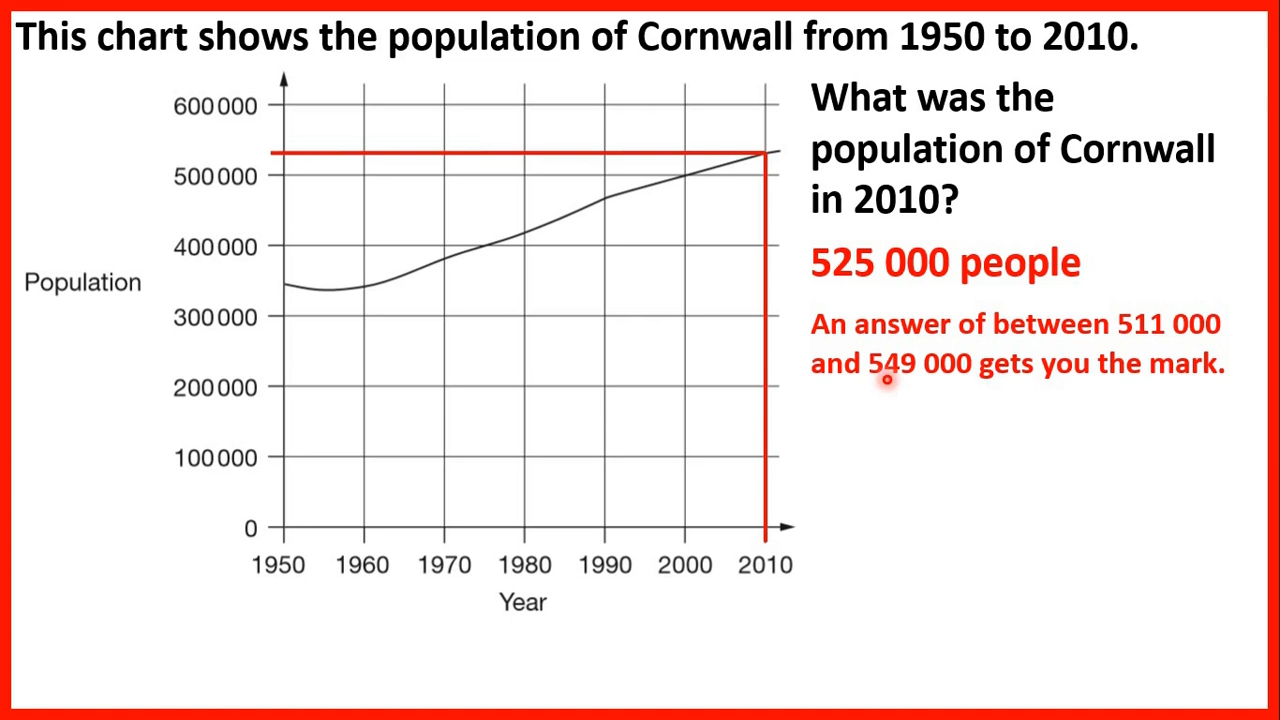 This chart shows the population of Cornwall from 1950 to 2010.
What was the
population of Cornwall
in 2010?
525 000 people
An answer of between 511 000
and 549 000 gets you the mark.
600 000
500 000
400 000
Population
300 000
200 000
100 000
0
1950 1960 1970 1980 1990 2000 2010
Year